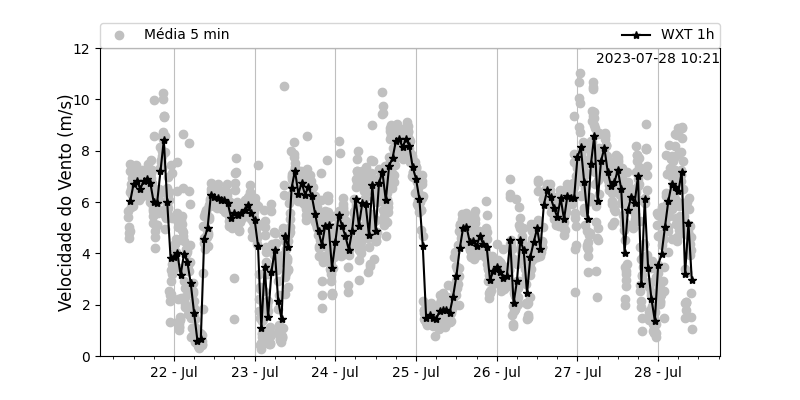 Média 5 min
WXT 1h
2023-07-28 10:21
Velocidade do Vento (m/s)
12
10
8
6
4
2
0
22 - Jul
23 - Jul
24 - Jul
25 - Jul
26 - Jul
27 - Jul
28 - Jul